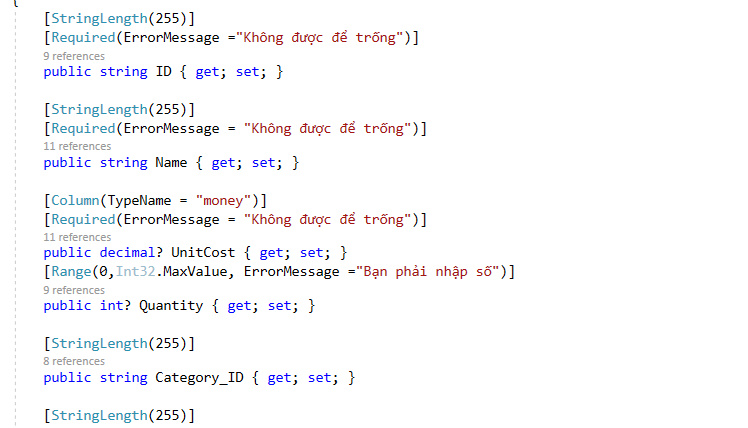 {
[StringLength(255)]
[Required(ErrorMessage ="Không được để trống")]
9 references
public string ID { get; set; }
[StringLength(255)]
[Required(ErrorMessage = "Không được để trống")]
11 references
public string Name { get; set; }
[Column(TypeName = "money")]
[Required(ErrorMessage = "Không được để trống")]
11 references
public decimal? UnitCost { get; set; }
[Range(0,Int32.MaxValue, ErrorMessage ="Bạn phải nhập số")]
9 references
public int? Quantity { get; set; }
[StringLength(255)]
8 references
public string Category_ID { get; set; }
[StringLength(255)]